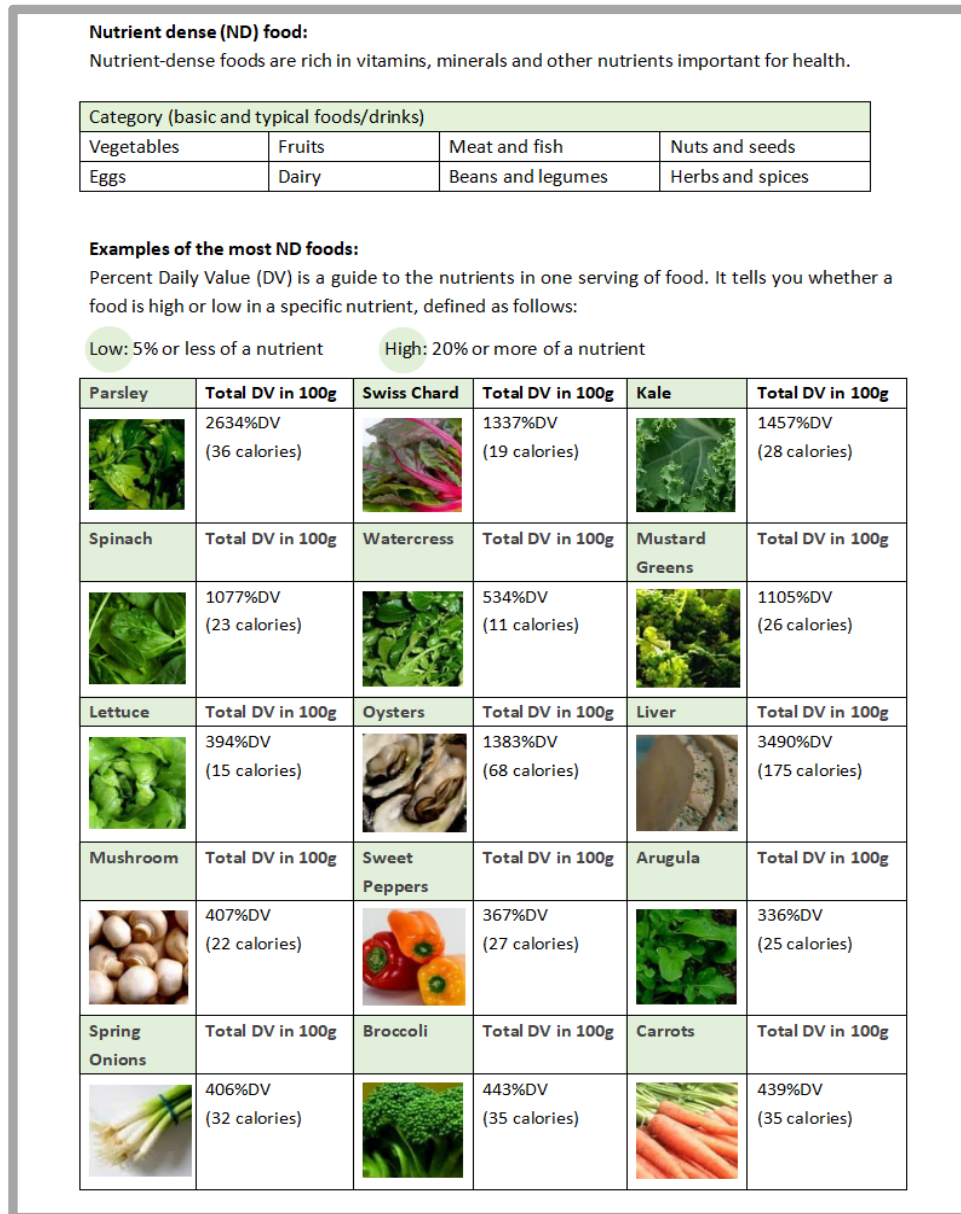 Nutrient dense (ND) food:
Nutrient-dense foods are rich in vitamins, minerals and other nutrients important for health.
Category (basic and typical foods/drinks)
Vegetables Fruits Meat and fish Nuts and seeds
Eggs Dairy Beans and legumes Herbs and spices
Examples of the most ND foods:
Percent Daily Value (DV) is a guide to the nutrients in one serving of food. It tells you whether a
food is high or low in a specific nutrient, defined as follows:
Low: 5% or less of a nutrient High: 20% or more of a nutrient
Parsley Total DV in 100g Swiss Chard Total DV in 100g Kale Total DV in 100g
2634%DV 1337%DV 1457%DV
(36 calories) (19 calories) (28 calories)
Spinach Total DV in 100g Watercress Total DV in 100g Mustard Total DV in 100g
Greens
1077%DV 534%DV 1105%DV
(23 calories) (11 calories) (26 calories)
Lettuce Total DV in 100g Oysters Total DV in 100g Liver Total DV in 100g
394%DV 1383%DV 3490%DV
(15 calories) (68 calories) (175 calories)
Mushroom Total DV in 100g Sweet Total DV in 100g Arugula Total DV in 100g
Peppers
407%DV 367%DV 336%DV
(22 calories) (27 calories) (25 calories)
Spring Total DV in 100g Broccoli Total DV in 100g Carrots Total DV in 100g
Onions
406%DV 443%DV 439%DV
(32 calories) (35 calories) (35 calories)